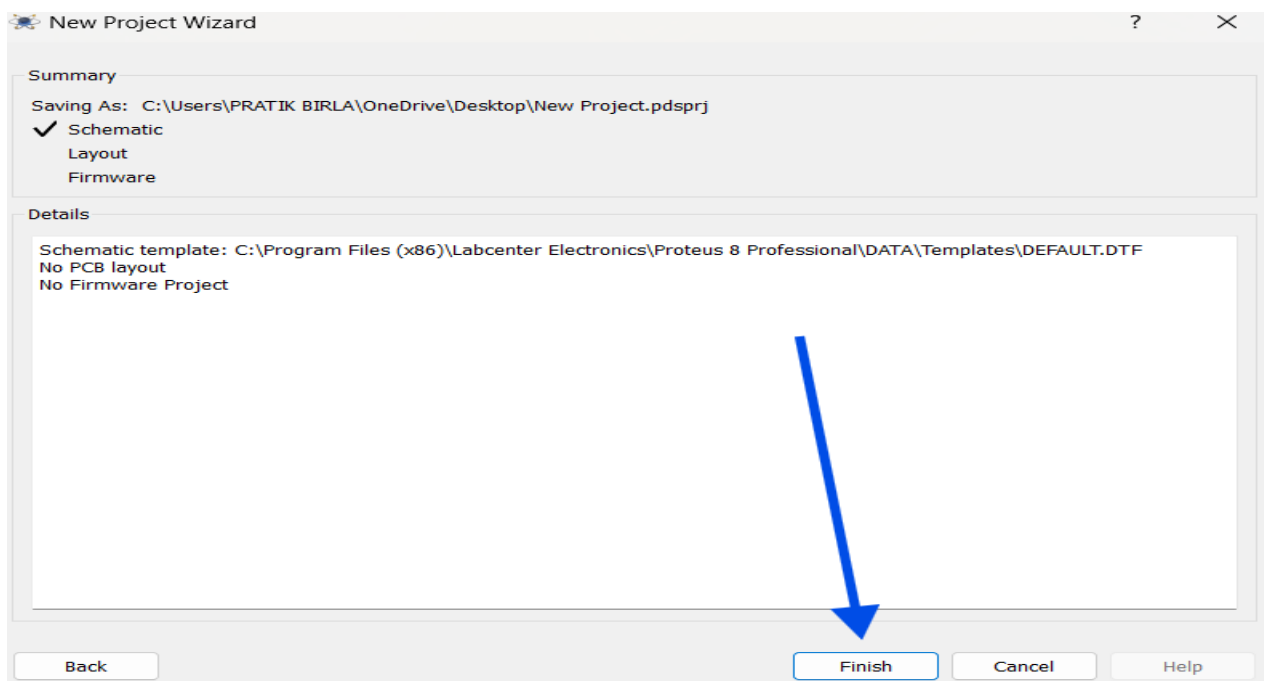 New Project Wizard ?
Summary
Saving As: C:\Users\PRATIK BIRLA\OneDrive\Desktop\New Project.pdsprj
Schematic
Layout
Firmware
Details
Schematic template: C:\Program Files (x86)\Labcenter Electronics\Proteus 8 Professional\DATA\Templates\DEFAULT.DTF
No PCB layout
No Firmware Project
Back Finish Cancel Help